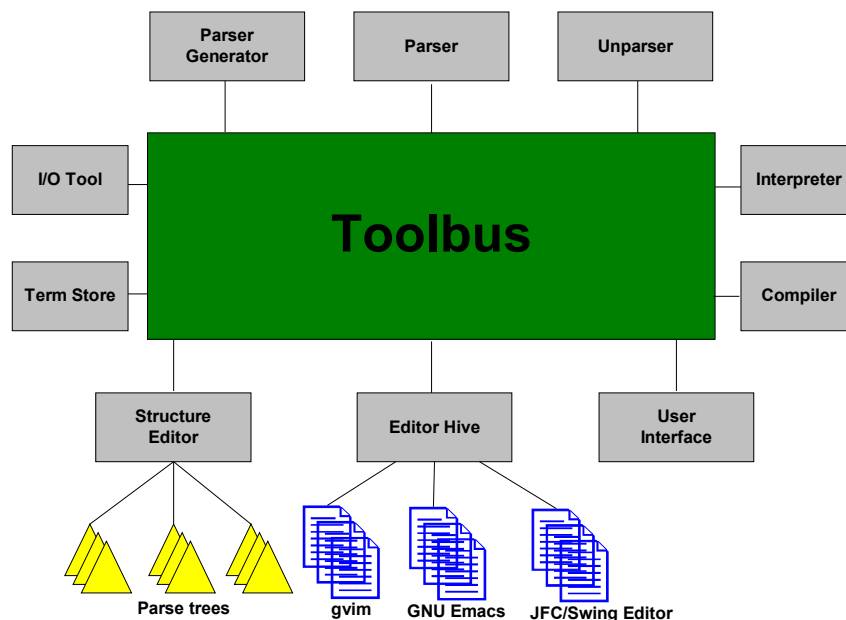 Parser
Generator
Parser
Unparser
I/O Tool
Interpreter
Toolbus
Term Store
Compiler
Structure
Editor
Editor Hive
User
Interface
Parse trees
gvim
GNU Emacs
JFC/Swing Editor